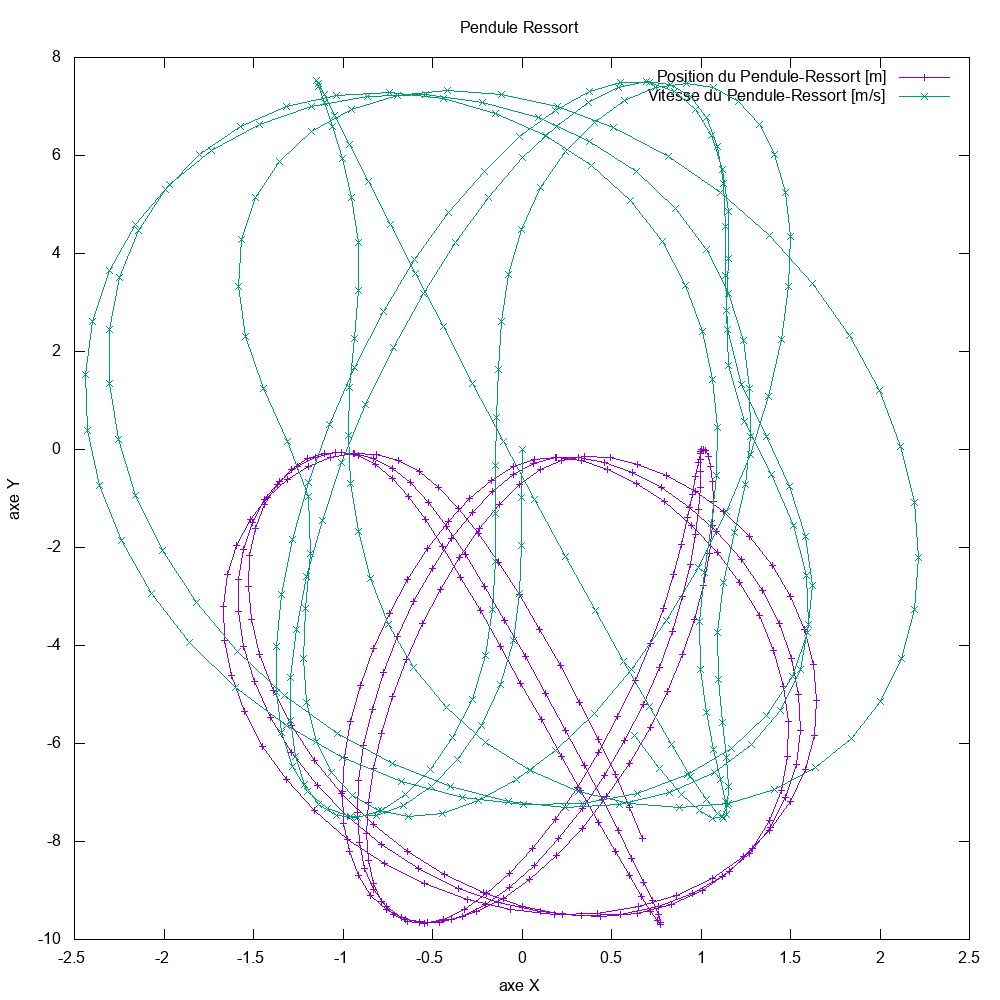 Pendule Ressort
8
Position du Pendule-Ressort [m]
Vitesse du Pendule-Ressort [m/s]
6
4
2
0
axe Y
-2
-4
-6
-8
-10
-2.5 -2 -1.5 -1 -0.5 0 0.5 1 1.5 2 2.5
axe X